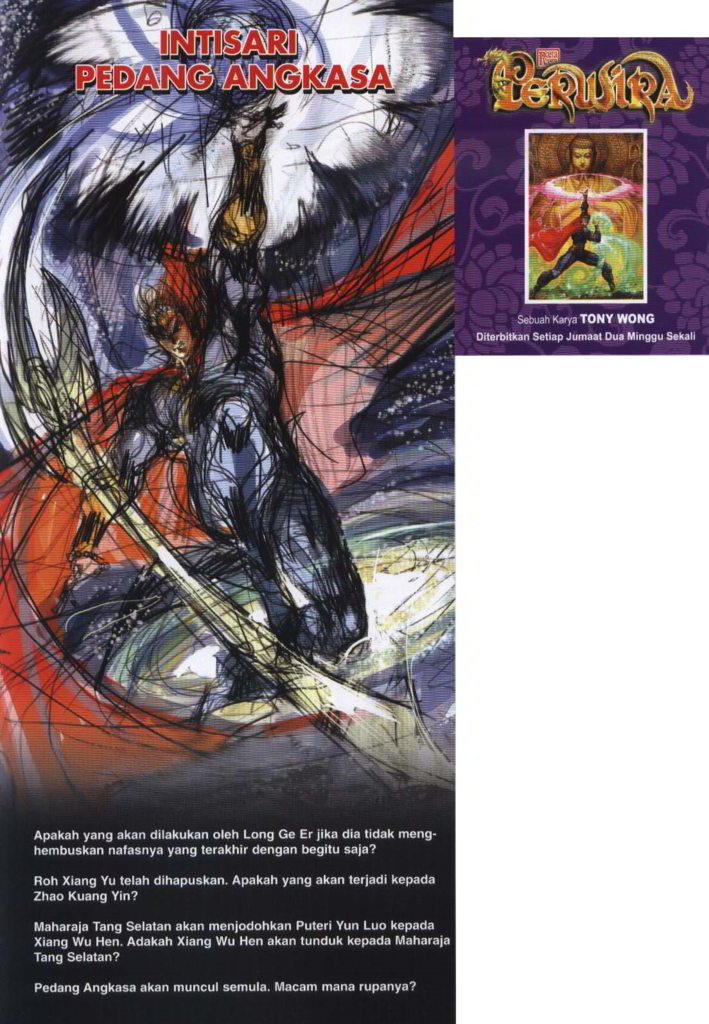 INTISARI
PEDANG ANGKASA
Apakah yang akan dilakukan oleh Long Ge Er jika dia tidak meng-
hembuskan nafasnya yang terakhir dengan begitu saja?
Roh Xiang Yu telah dihapuskan. Apakah yang akan terjadi kepada
Zhao Kuang Yin?
Maharaja Tang Selatan akan menjodohkan Puteri Yun Luo kepada
Xiang Wu Hen. Adakah Xiang Wu Hen akan tunduk kepada Maharaja
Tang Selatan?
Pedang Angkasa akan muncul semula. Macam mana rupanya?
PERWIRA
Sebuah Karya TONY WONG
Diterbitkan Setiap Jumaat Dua Minggu Sekali